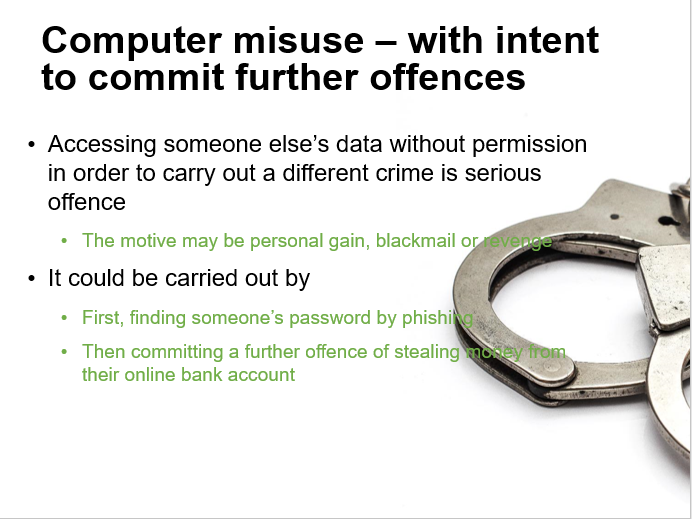 Computer misuse – with intent
to commit further offences
• Accessing someone else’s data without permission
in order to carry out a different crime is serious
offence
• The motive may be personal gain, blackmail or revenge
• It could be carried out by
• First, finding someone’s password by phishing
• Then committing a further offence of stealing money from
their online bank account